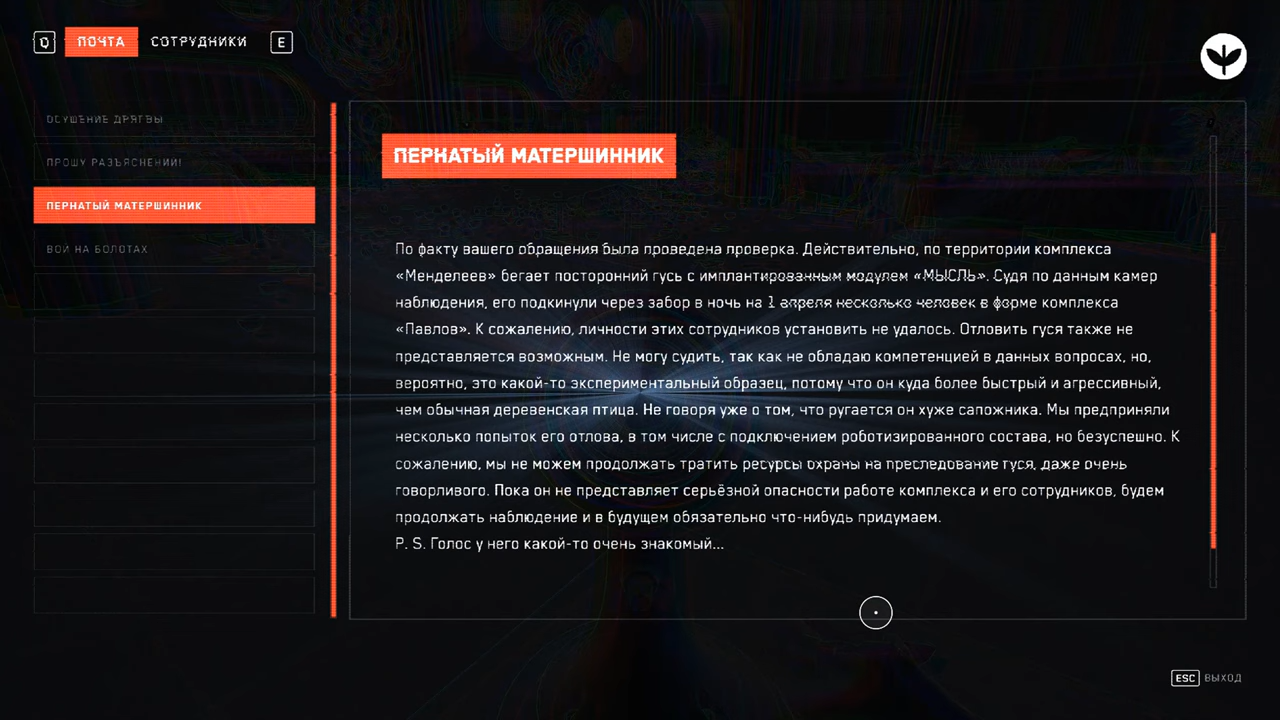 Q ПОЧТА СОТРУДНИКИ E
ОСУШЕНИЕ ДРЯГВЫ
ПРОШУ РАЗЪЯСНЕНИЙ!
ПЕРНАТЫЙ МАТЕРШИННИК
ВОЙ НА БОЛОТАХ
ПЕРНАТЫЙ МАТЕРШИННИК
По факту вашего обращения была проведена проверка. Действительно, по территории комплекса
«Менделеев» бегает посторонний гусь с имплантированным модулем «МЫСЛЬ». Судя по данным камер
наблюдения, его подкинули через забор в ночь на 1 апреля несколько человек в форме комплекса
«Павлов». К сожалению, личности этих сотрудников установить не удалось. Отловить гуся также не
представляется возможным. Не могу судить, так как не обладаю компетенцией в данных вопросах, но,
вероятно, это какой-то экспериментальный образец, потому что он куда более быстрый и агрессивный,
чем обычная деревенская птица. Не говоря уже о том, что ругается он хуже сапожника. Мы предприняли
несколько попыток его отлова, в том числе с подключением роботизированного состава, но безуспешно. К
сожалению, мы не можем продолжать тратить ресурсы охраны на преследование гуся, даже очень
говорливого. Пока он не представляет серьёзной опасности работе комплекса и его сотрудников, будем
продолжать наблюдение и в будущем обязательно что-нибудь придумаем.
P. S. Голос у него какой-то очень знакомый...
ESC ВЫХОД